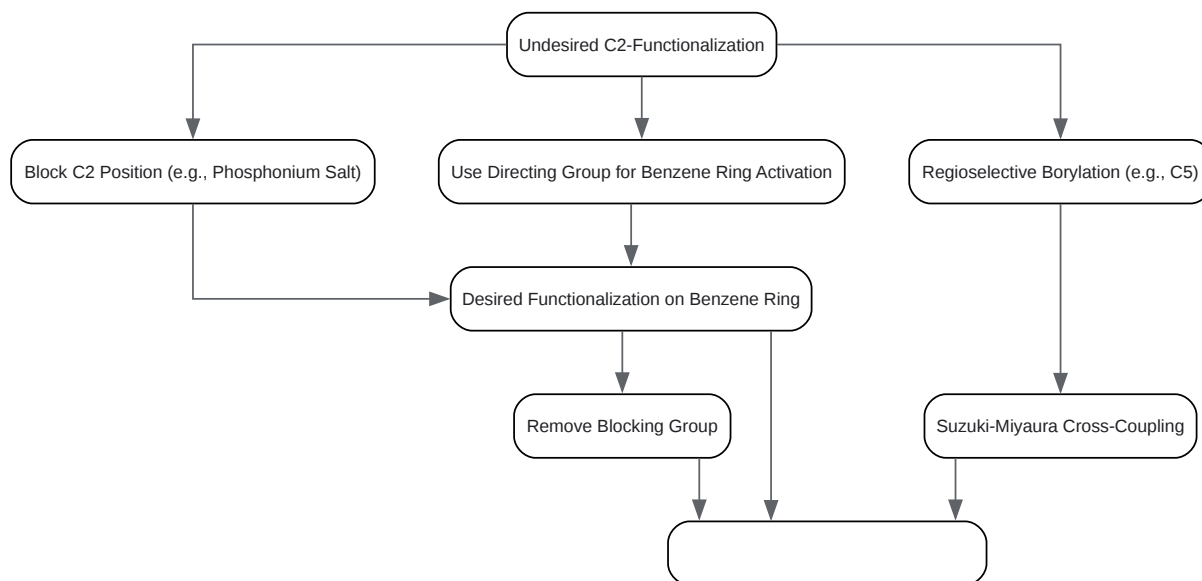 Undesired C2-Functionalization
Block C2 Position (e.g., Phosphonium Salt)
Use Directing Group for Benzene Ring Activation
Regioselective Borylation (e.g., C5)
Desired Functionalization on Benzene Ring
Remove Blocking Group
Suzuki-Miyaura Cross-Coupling